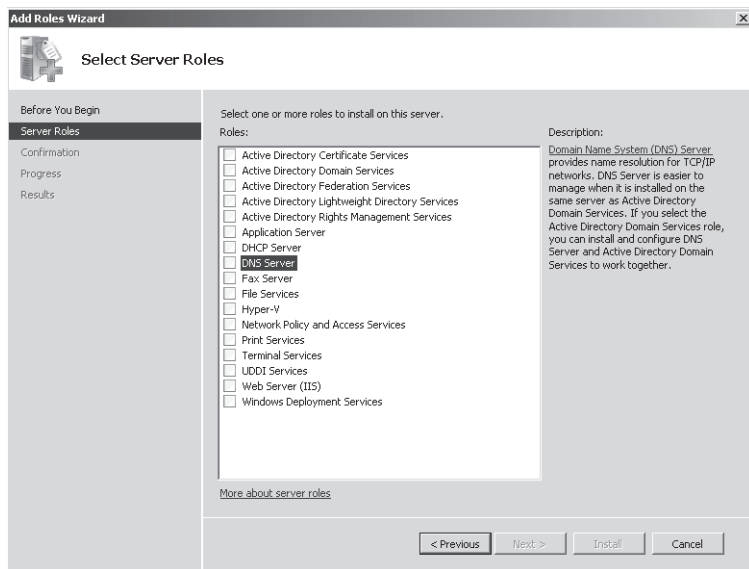 Add Roles Wizard
Select Server Roles
Before You Begin
Server Roles
Confirmation
Progress
Results
Select one or more roles to install on this server.
Roles:
Active Directory Certificate Services
Active Directory Domain Services
Active Directory Federation Services
Active Directory Lightweight Directory Services
Active Directory Rights Management Services
Application Server
DHCP Server
DNS Server
Fax Server
File Services
Hyper-V
Network Policy and Access Services
Print Services
Terminal Services
UDDI Services
Web Server (IIS)
Windows Deployment Services
More about server roles
Description:
Domain Name System (DNS) Server
provides name resolution for TCP/IP
networks. DNS Server is easier to
manage when it is installed on the
same server as Active Directory
Domain Services. If you select the
Active Directory Domain Services role,
you can install and configure DNS
Server and Active Directory Domain
Services to work together.
< Previous
Next >
Install
Cancel